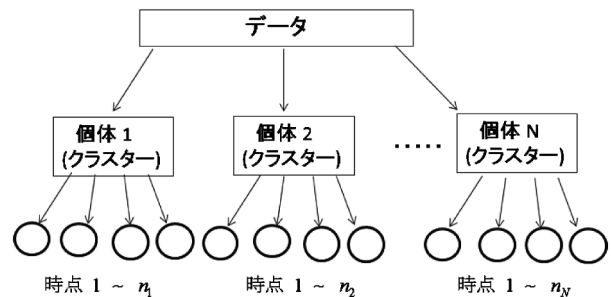 データ
個体 1
(クラスター)
個体 2
(クラスター)
.....
個体 N
(クラスター)
時点 1 ~ n₁
時点 1 ~ n₂
時点 1 ~ n_N